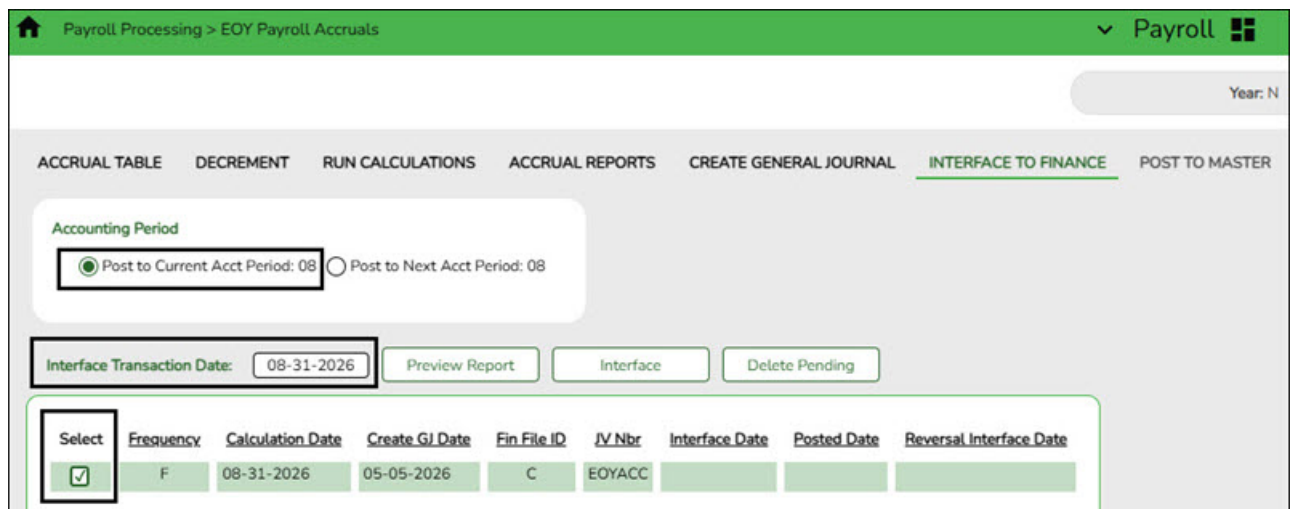 Payroll Processing > EOY Payroll Accruals
Payroll
Year: N
ACCRUAL TABLE DECREMENT RUN CALCULATIONS ACCRUAL REPORTS CREATE GENERAL JOURNAL INTERFACE TO FINANCE POST TO MASTER
Accounting Period
Post to Current Acct Period: 08 Post to Next Acct Period: 08
Interface Transaction Date: 08-31-2026 Preview Report Interface Delete Pending
Select Frequency Calculation Date Create GJ Date Fin File ID JV Nbr Interface Date Posted Date Reversal Interface Date
F 08-31-2026 05-05-2026 C EOYACC